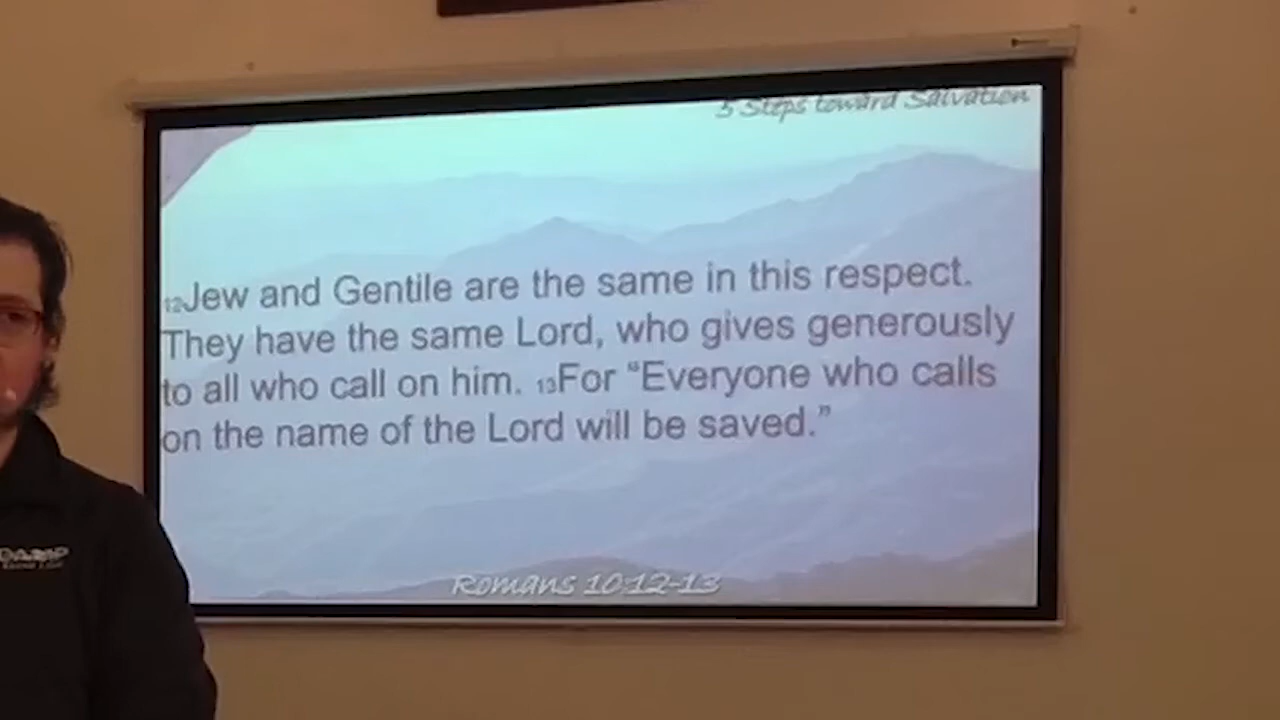 5 Steps toward Salvation
12Jew and Gentile are the same in this respect.
They have the same Lord, who gives generously
to all who call on him. 13For “Everyone who calls
on the name of the Lord will be saved.”
Romans 10:12-13